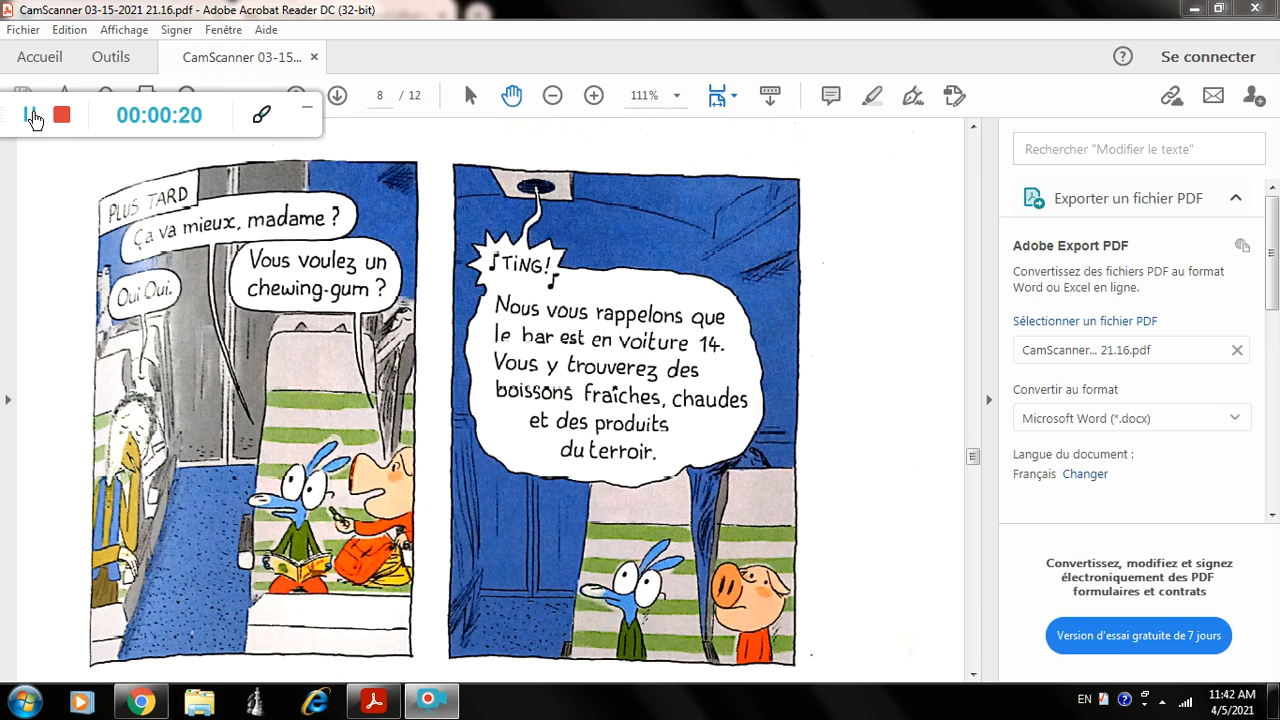 CamScanner 03-15-2021 21.16.pdf - Adobe Acrobat Reader DC (32-bit)
Fichier Edition Affichage Signer Fenêtre Aide
Accueil Outils CamScanner 03-15... Se connecter
8 / 12 111%
00:00:20
PLUS TARD
Ça va mieux, madame ?
Vous voulez un
chewing-gum ?
Oui Oui.
TING!
Nous vous rappelons que
le bar est en voiture 14.
Vous y trouverez des
boissons fraîches, chaudes
et des produits
du terroir.
Rechercher "Modifier le texte"
Exporter un fichier PDF
Adobe Export PDF
Convertissez des fichiers PDF au format
Word ou Excel en ligne.
Sélectionner un fichier PDF
CamScanner... 21.16.pdf
Convertir au format
Microsoft Word (*.docx)
Langue du document :
Français Changer
Convertissez, modifiez et signez
électroniquement des PDF
formulaires et contrats
Version d'essai gratuite de 7 jours
EN
11:42 AM
4/5/2021